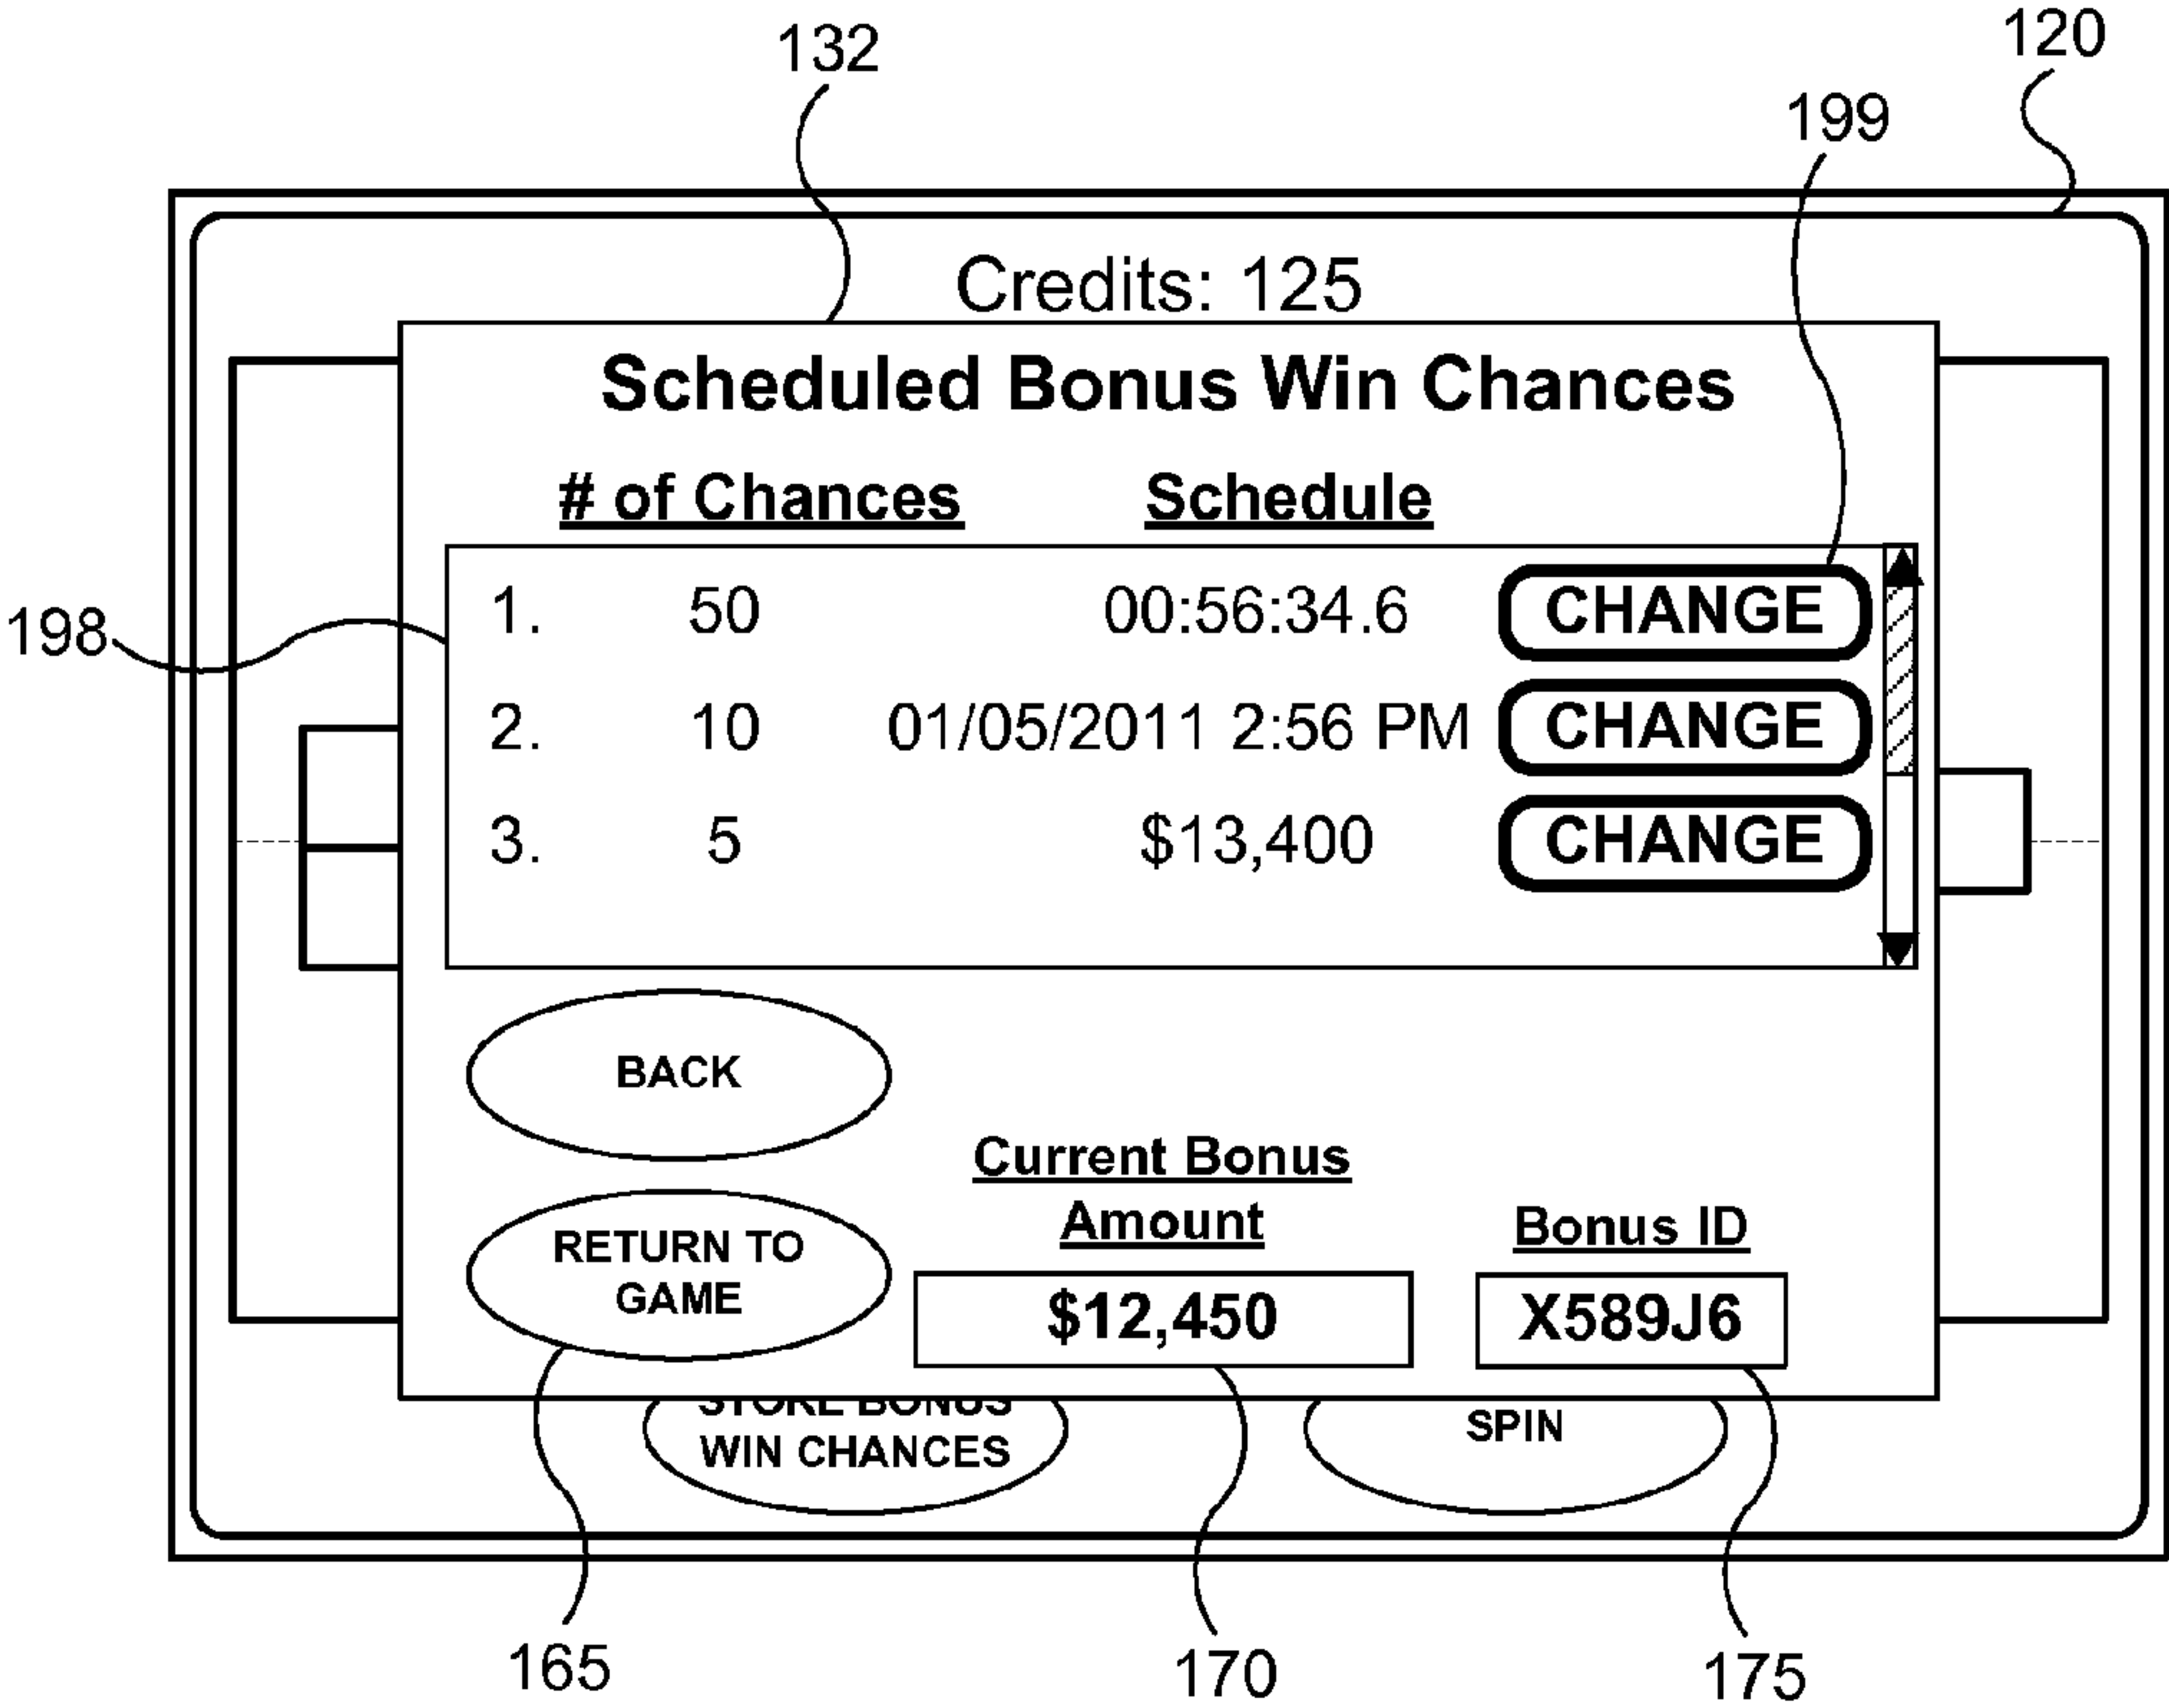 132
120
199
Credits: 125
Scheduled Bonus Win Chances
# of Chances Schedule
198
1. 50 00:56:34.6 CHANGE
2. 10 01/05/2011 2:56 PM CHANGE
3. 5 $13,400 CHANGE
BACK
Current Bonus
Amount
Bonus ID
RETURN TO
GAME
$12,450
X589J6
STORE BONUS
WIN CHANCES
SPIN
165
170
175